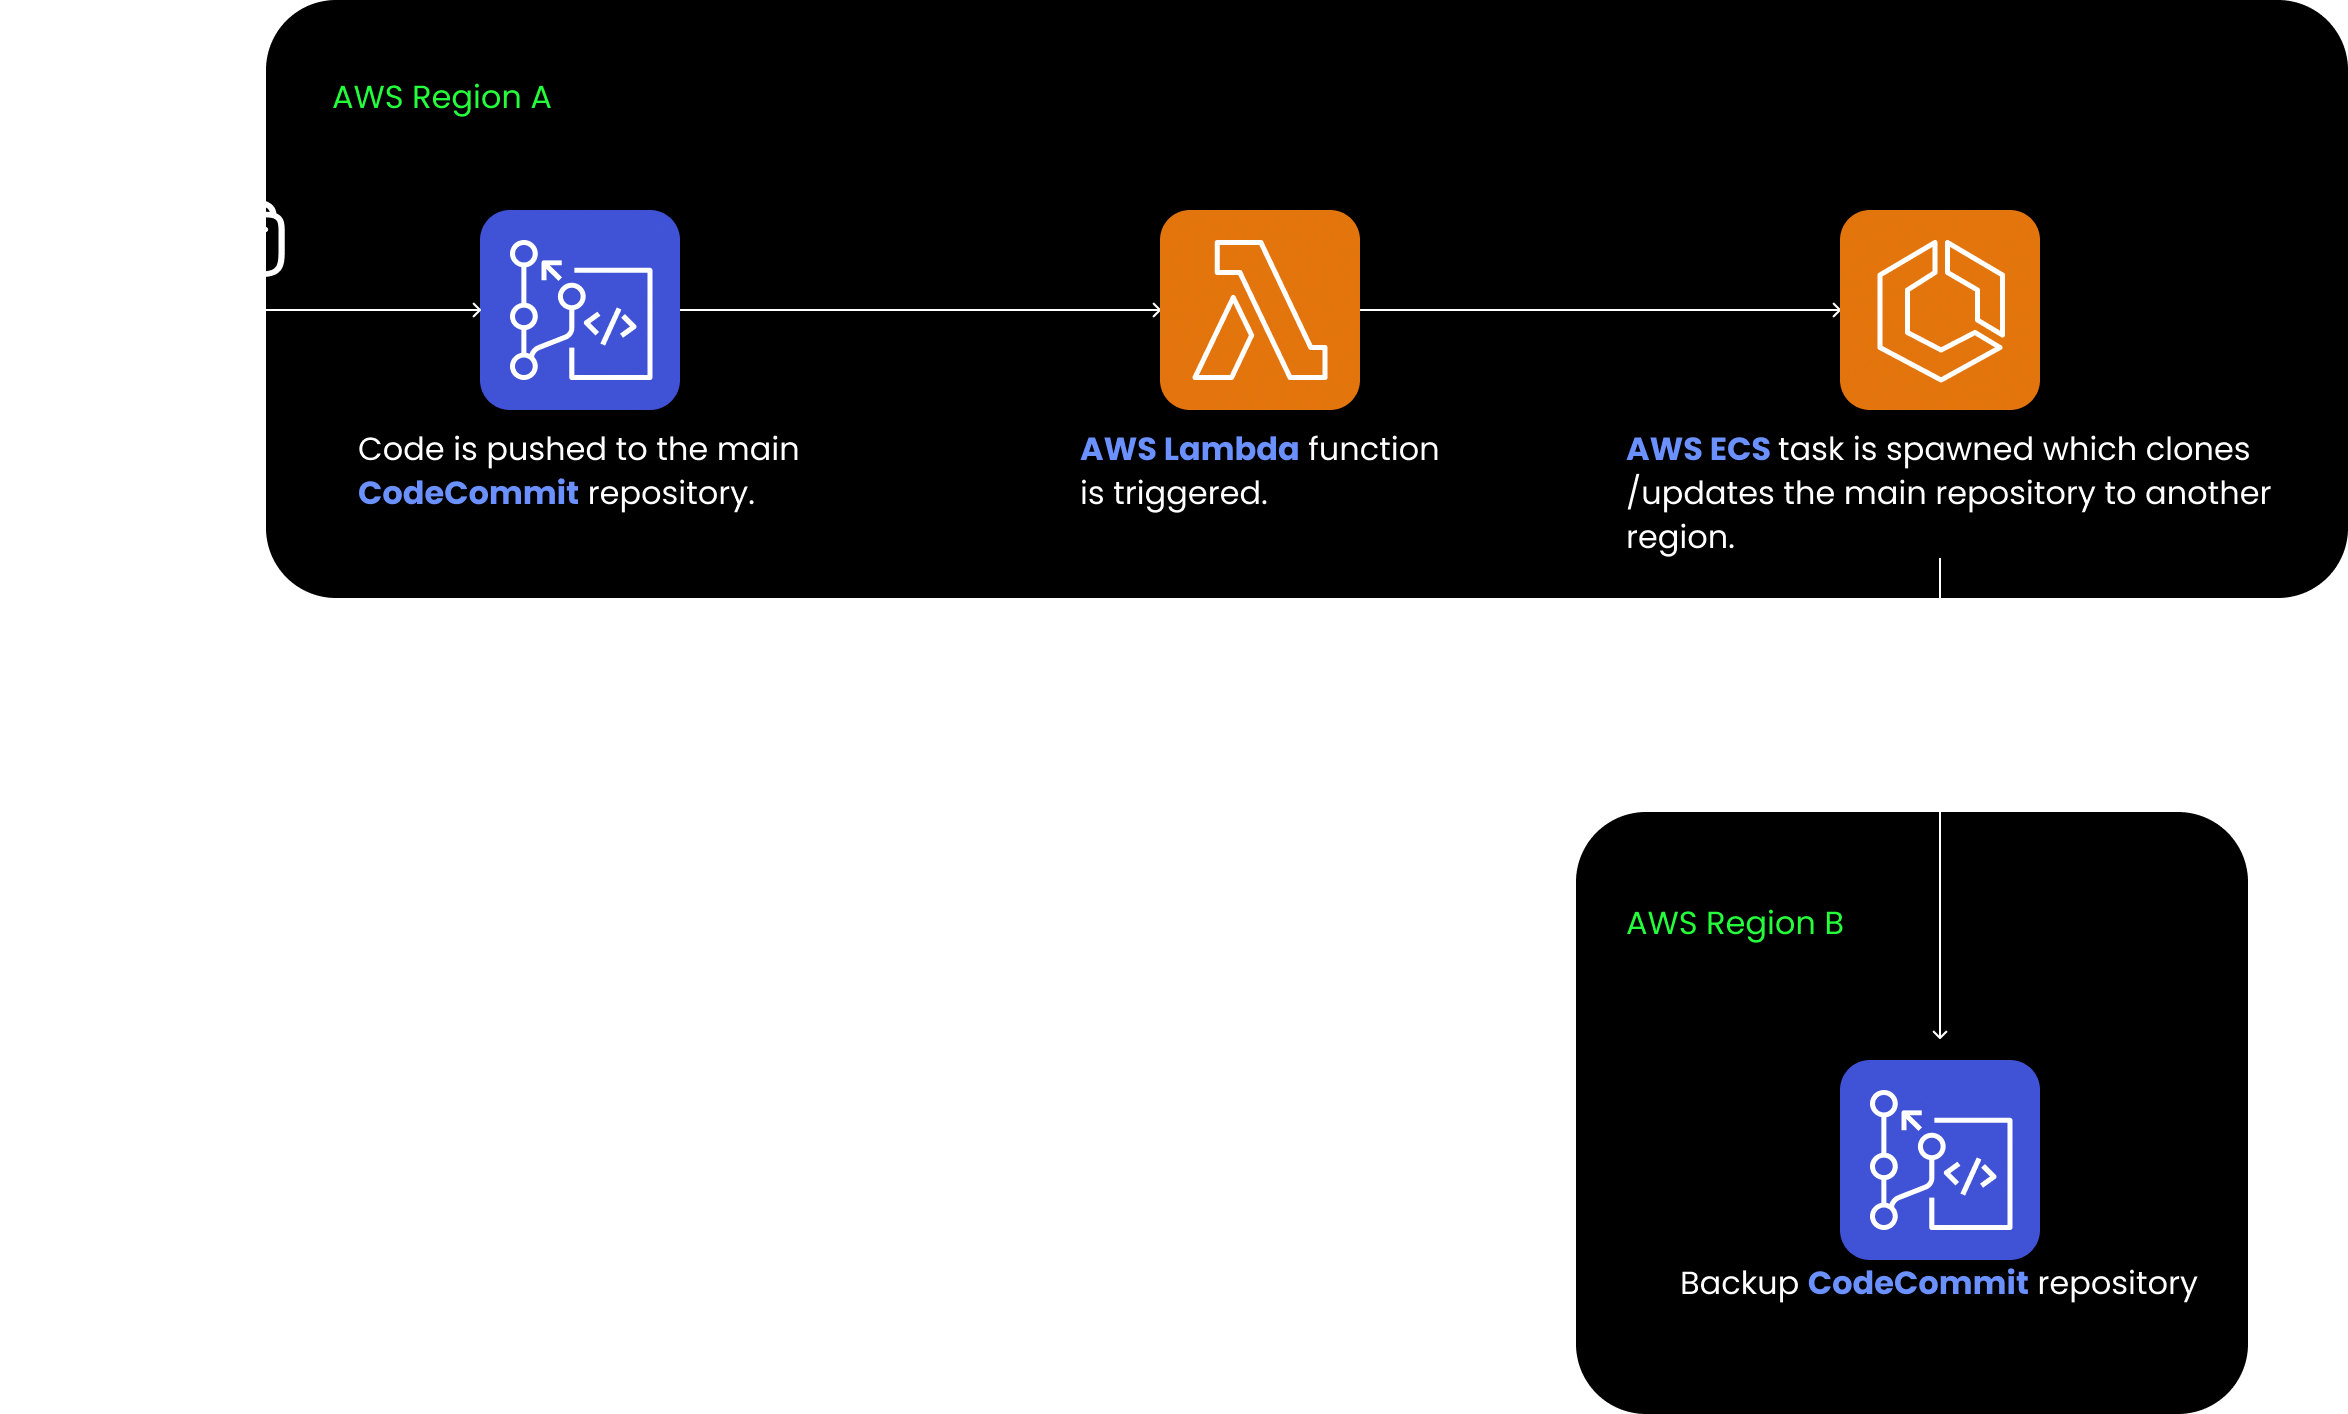 AWS Region A
Code is pushed to the main
CodeCommit repository.
AWS Lambda function
is triggered.
AWS ECS task is spawned which clones
/updates the main repository to another
region.
AWS Region B
Backup CodeCommit repository